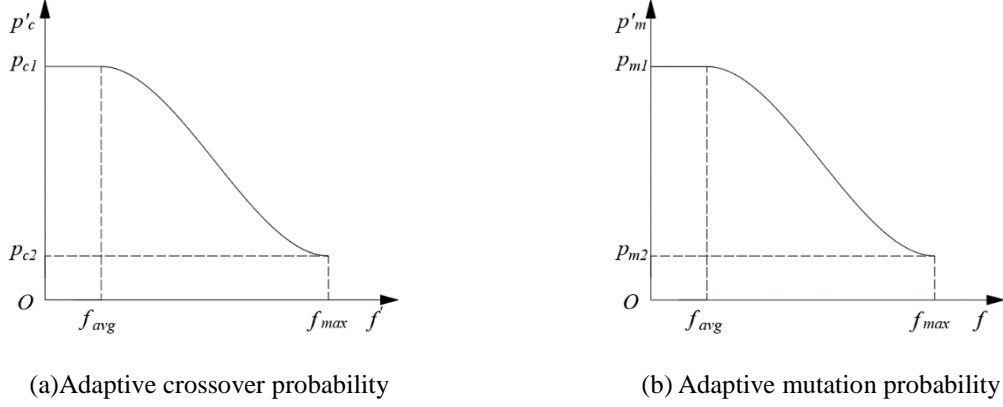 p'c
pc1
pc2
O
favg
fmax
f'
(a)Adaptive crossover probability
p'm
pm1
pm2
O
favg
fmax
f
(b) Adaptive mutation probability